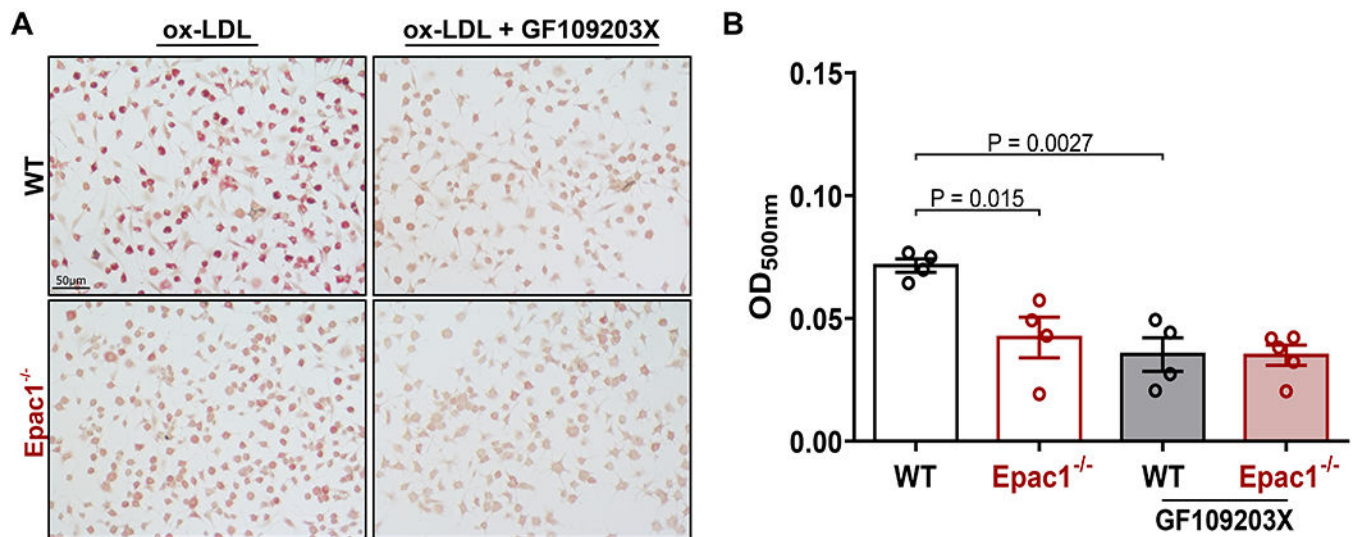 A
ox-LDL
ox-LDL + GF109203X
WT
50µm
Epac1-/-
B
OD500nm
0.15
0.10
0.05
0.00
P = 0.0027
P = 0.015
WT
Epac1-/-
WT
Epac1-/-
GF109203X